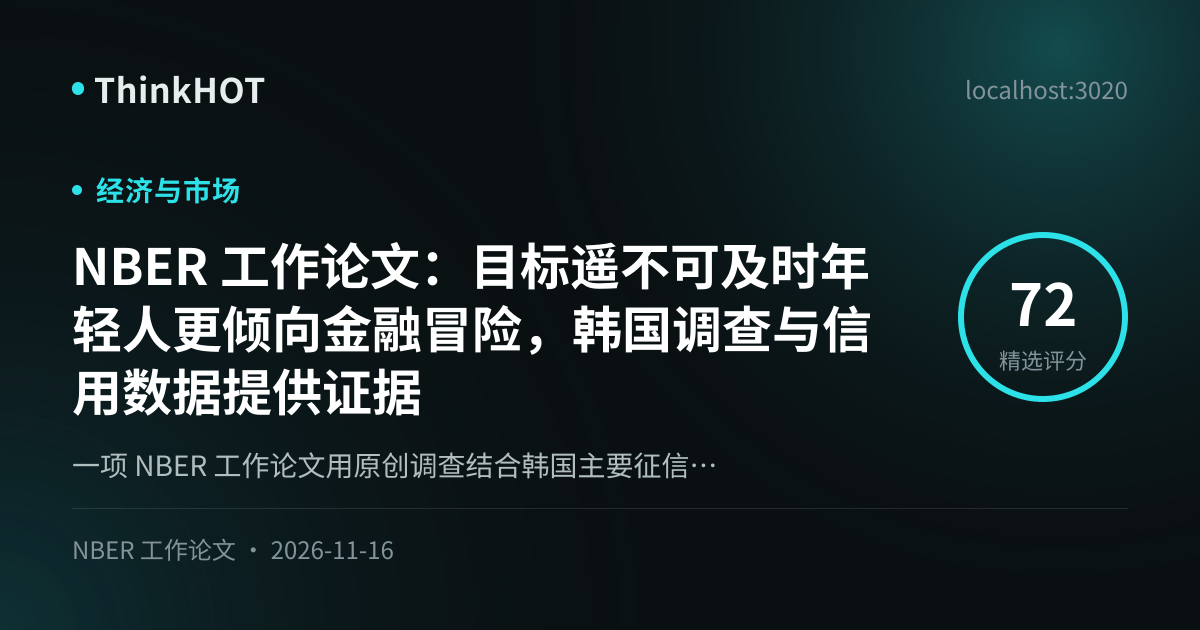 ThinkHOT
localhost:3020
经济与市场
NBER 工作论文：目标遥不可及时年
轻人更倾向金融冒险，韩国调查与信
用数据提供证据
72
精选评分
一项 NBER 工作论文用原创调查结合韩国主要征信…
NBER 工作论文 • 2026-11-16